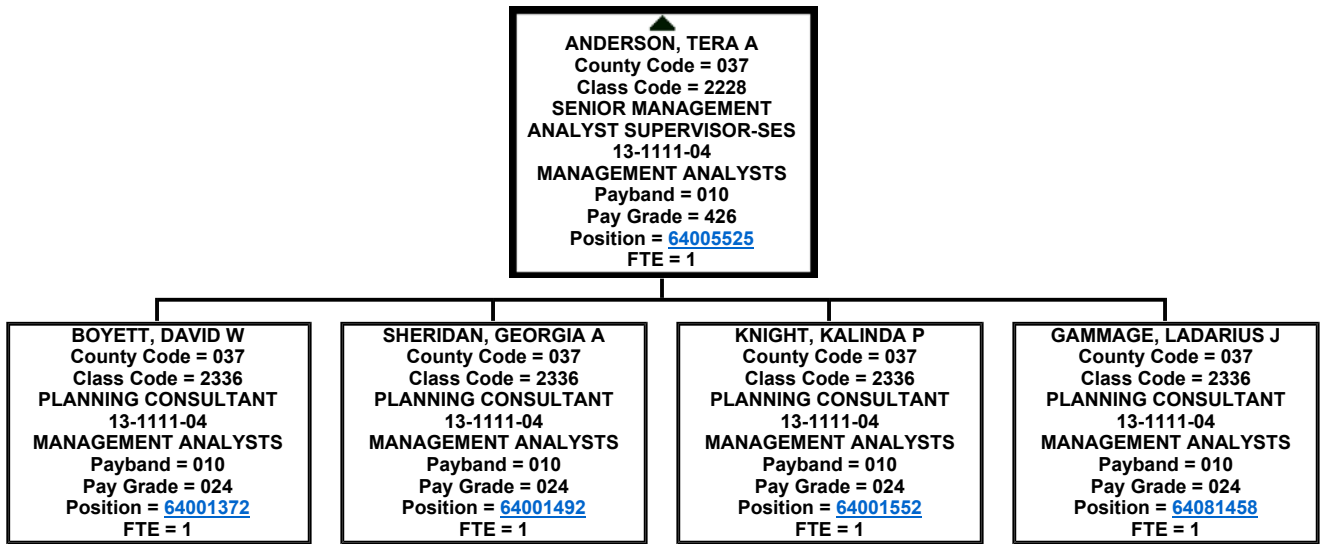 ANDERSON, TERA A
County Code = 037
Class Code = 2228
SENIOR MANAGEMENT
ANALYST SUPERVISOR-SES
13-1111-04
MANAGEMENT ANALYSTS
Payband = 010
Pay Grade = 426
Position = 64005525
FTE = 1
BOYETT, DAVID W
County Code = 037
Class Code = 2336
PLANNING CONSULTANT
13-1111-04
MANAGEMENT ANALYSTS
Payband = 010
Pay Grade = 024
Position = 64001372
FTE = 1
SHERIDAN, GEORGIA A
County Code = 037
Class Code = 2336
PLANNING CONSULTANT
13-1111-04
MANAGEMENT ANALYSTS
Payband = 010
Pay Grade = 024
Position = 64001492
FTE = 1
KNIGHT, KALINDA P
County Code = 037
Class Code = 2336
PLANNING CONSULTANT
13-1111-04
MANAGEMENT ANALYSTS
Payband = 010
Pay Grade = 024
Position = 64001552
FTE = 1
GAMMAGE, LADARIUS J
County Code = 037
Class Code = 2336
PLANNING CONSULTANT
13-1111-04
MANAGEMENT ANALYSTS
Payband = 010
Pay Grade = 024
Position = 64081458
FTE = 1